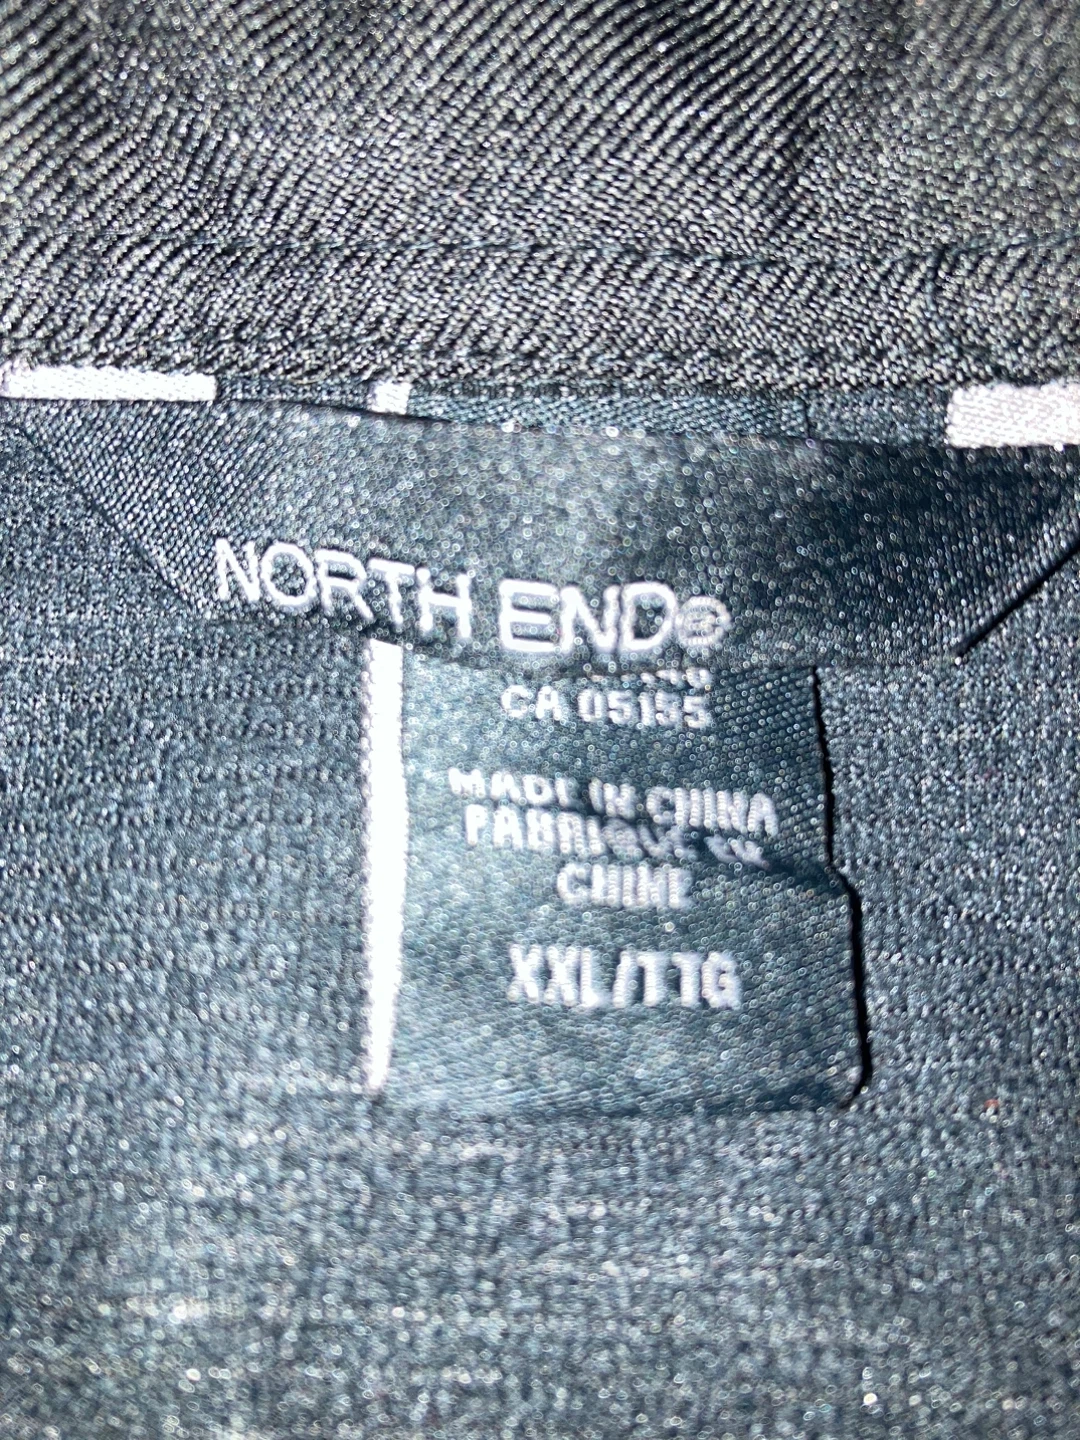 NORTH END®
CA 05155
MADE IN CHINA
FABRIQUÉ EN
CHINE
XXL/TTG